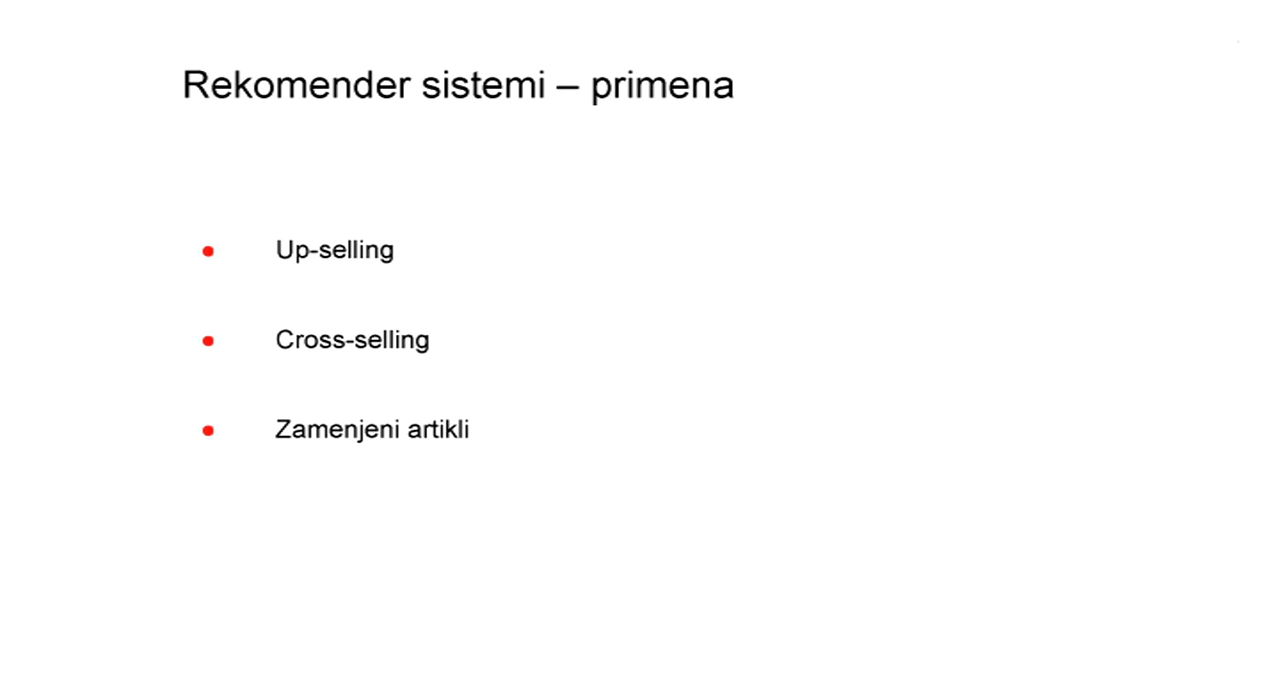 Rekomender sistemi – primena
Up-selling
Cross-selling
Zamenjeni artikli